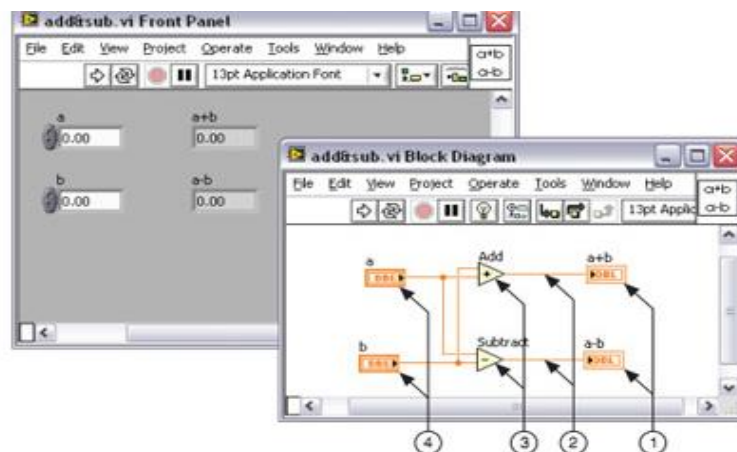 add&sub.vi Front Panel
File Edit View Project Operate Tools Window Help
13pt Application Font
a+b
a-b
a
0.00
a+b
0.00
b
0.00
a-b
0.00
add&sub.vi Block Diagram
File Edit View Project Operate Tools Window Help
13pt Applic
a+b
a-b
a
DBL
Add
+
a+b
DBL
b
DBL
Subtract
-
a-b
DBL
4 3 2 1